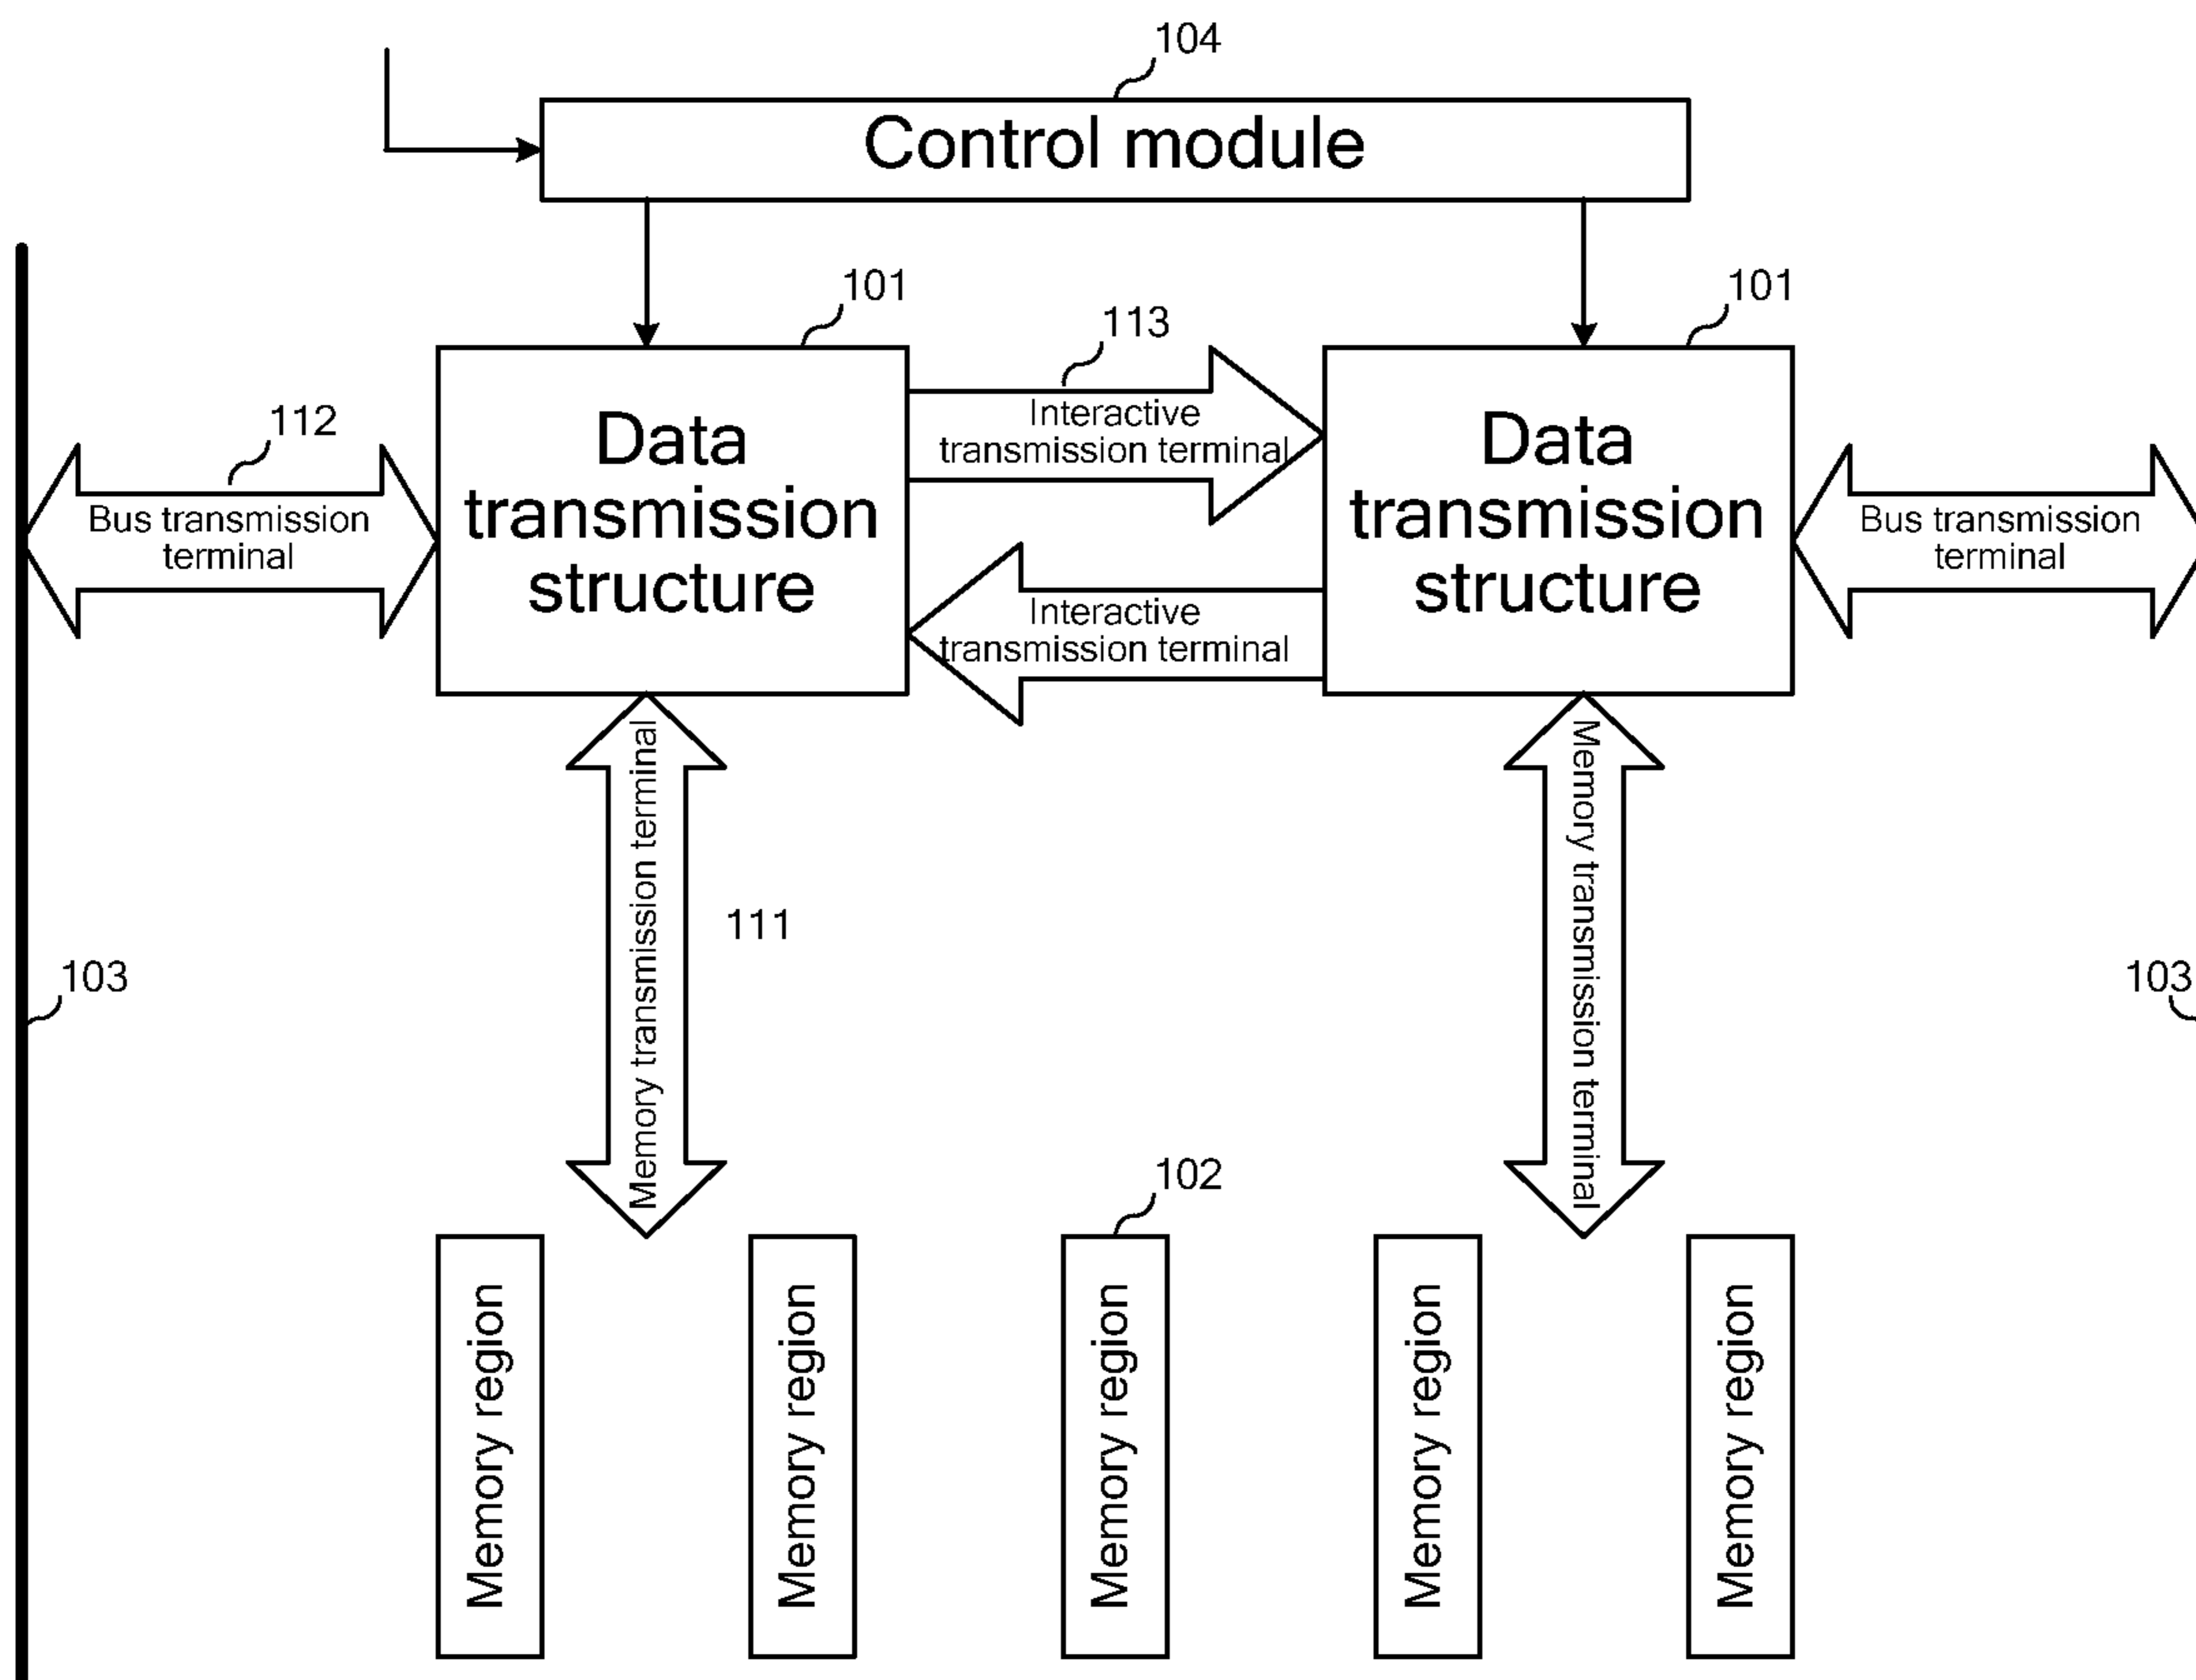 104
Control module
101
101
113
112
Data
transmission
structure
Interactive
transmission terminal
Data
transmission
structure
Bus transmission
terminal
Bus transmission
terminal
Interactive
transmission terminal
Memory transmission terminal
Memory transmission terminal
111
103
103
102
Memory region
Memory region
Memory region
Memory region
Memory region